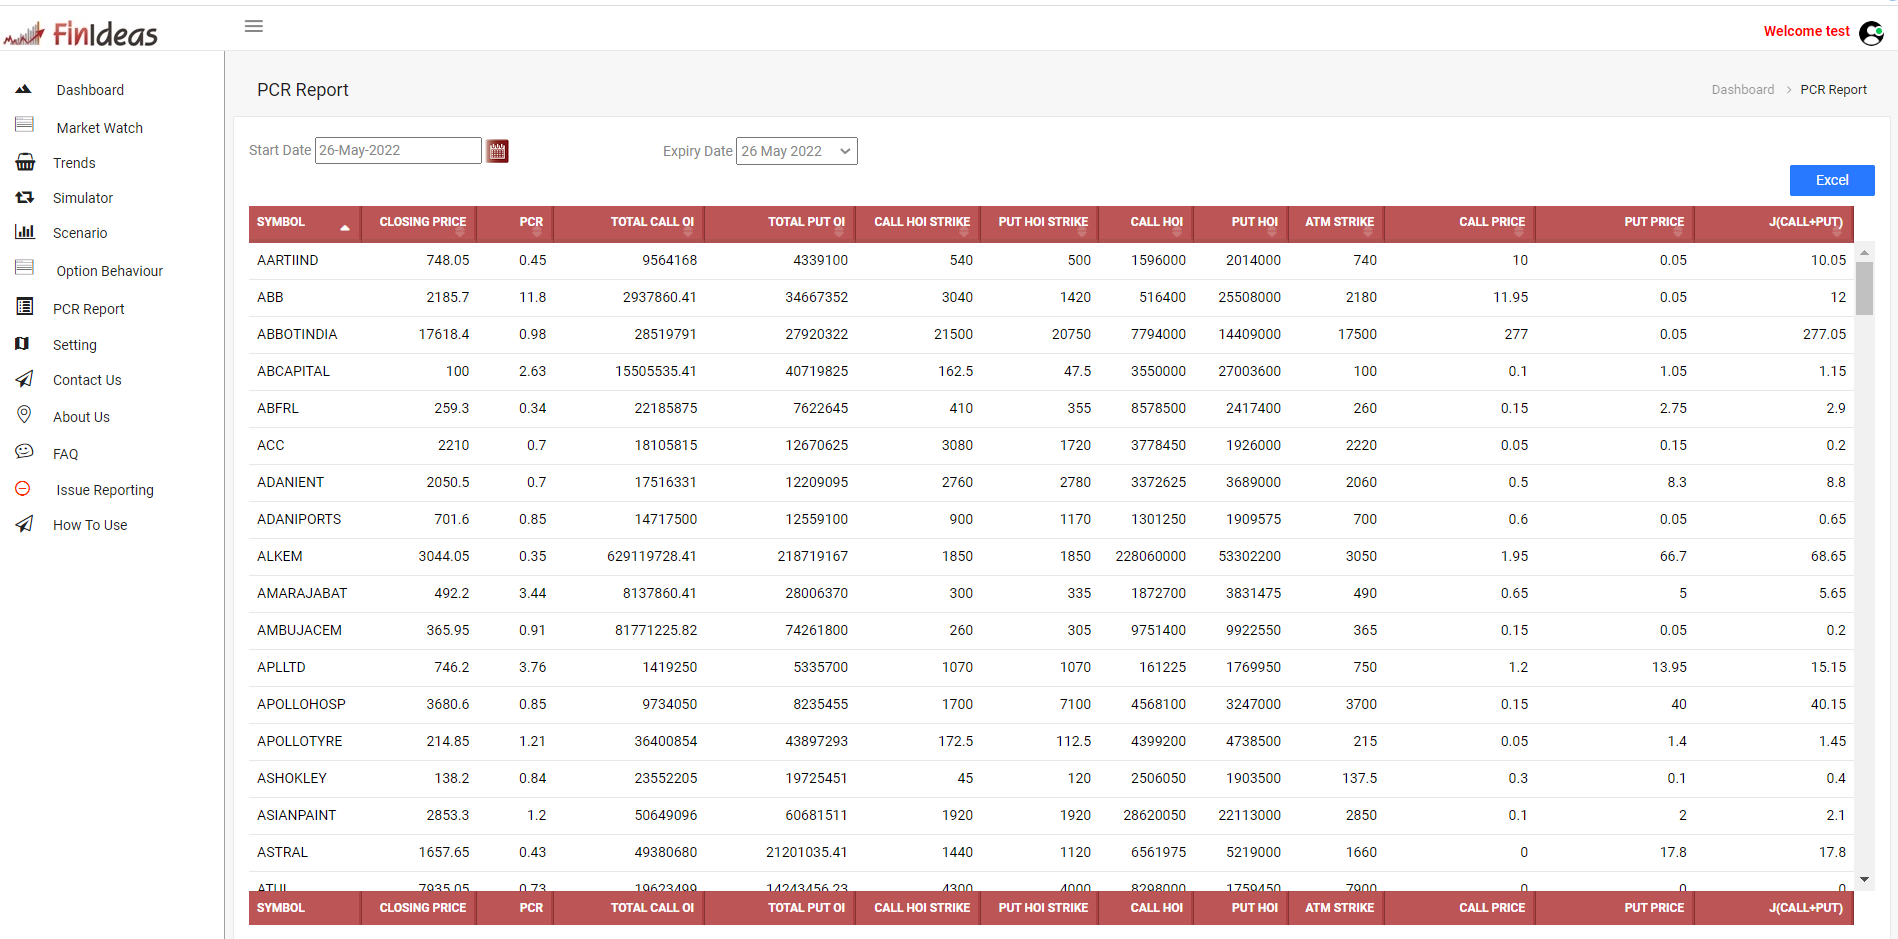 FinIdeas
Welcome test
Dashboard
Market Watch
Trends
Simulator
Scenario
Option Behaviour
PCR Report
Setting
Contact Us
About Us
FAQ
Issue Reporting
How To Use
PCR Report
Dashboard > PCR Report
Start Date 26-May-2022 Expiry Date 26 May 2022
Excel
SYMBOL CLOSING PRICE PCR TOTAL CALL OI TOTAL PUT OI CALL HOI STRIKE PUT HOI STRIKE CALL HOI PUT HOI ATM STRIKE CALL PRICE PUT PRICE J(CALL+PUT)
AARTIIND 748.05 0.45 9564168 4339100 540 500 1596000 2014000 740 10 0.05 10.05
ABB 2185.7 11.8 2937860.41 34667352 3040 1420 516400 25508000 2180 11.95 0.05 12
ABBOTINDIA 17618.4 0.98 28519791 27920322 21500 20750 7794000 14409000 17500 277 0.05 277.05
ABCAPITAL 100 2.63 15505535.41 40719825 162.5 47.5 3550000 27003600 100 0.1 1.05 1.15
ABFRL 259.3 0.34 22185875 7622645 410 355 8578500 2417400 260 0.15 2.75 2.9
ACC 2210 0.7 18105815 12670625 3080 1720 3778450 1926000 2220 0.05 0.15 0.2
ADANIENT 2050.5 0.7 17516331 12209095 2760 2780 3372625 3689000 2060 0.5 8.3 8.8
ADANIPORTS 701.6 0.85 14717500 12559100 900 1170 1301250 1909575 700 0.6 0.05 0.65
ALKEM 3044.05 0.35 629119728.41 218719167 1850 1850 228060000 53302200 3050 1.95 66.7 68.65
AMARAJABAT 492.2 3.44 8137860.41 28006370 300 335 1872700 3831475 490 0.65 5 5.65
AMBUJACEM 365.95 0.91 81771225.82 74261800 260 305 9751400 9922550 365 0.15 0.05 0.2
APLLTD 746.2 3.76 1419250 5335700 1070 1070 161225 1769950 750 1.2 13.95 15.15
APOLLOHOSP 3680.6 0.85 9734050 8235455 1700 7100 4568100 3247000 3700 0.15 40 40.15
APOLLOTYRE 214.85 1.21 36400854 43897293 172.5 112.5 4399200 4738500 215 0.05 1.4 1.45
ASHOKLEY 138.2 0.84 23552205 19725451 45 120 2506050 1903500 137.5 0.3 0.1 0.4
ASIANPAINT 2853.3 1.2 50649096 60681511 1920 1920 28620050 22113000 2850 0.1 2 2.1
ASTRAL 1657.65 0.43 49380680 21201035.41 1440 1120 6561975 5219000 1660 0 17.8 17.8
ATUL 7935.05 0.73 19623499 14243456.23 4300 4000 8298000 1759450 7900 0 0 0
SYMBOL CLOSING PRICE PCR TOTAL CALL OI TOTAL PUT OI CALL HOI STRIKE PUT HOI STRIKE CALL HOI PUT HOI ATM STRIKE CALL PRICE PUT PRICE J(CALL+PUT)